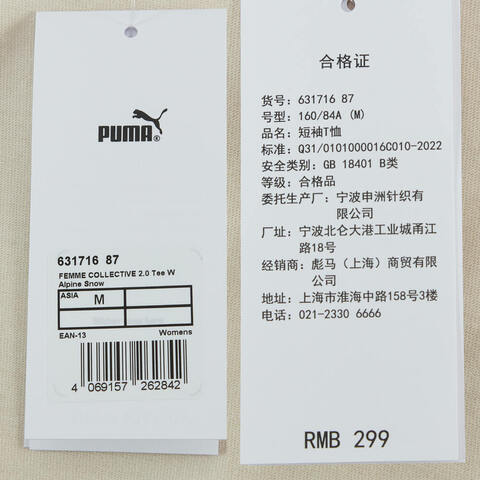 PUMA
631716 87
FEMME COLLECTIVE 2.0 Tee W
Alpine Snow
ASIA M
EAN-13 Womens
4 069157 262842
合格证
货号：631716 87
号型：160/84A (M)
品名：短袖T恤
标准：Q31/0101000016C010-2022
安全类别：GB 18401 B类
等级：合格品
委托生产厂：宁波申洲针织有
限公司
厂址：宁波北仑大港工业城甬江
路18号
经销商：彪马（上海）商贸有限
公司
地址：上海市淮海中路158号3楼
电话：021-2330 6666
RMB 299